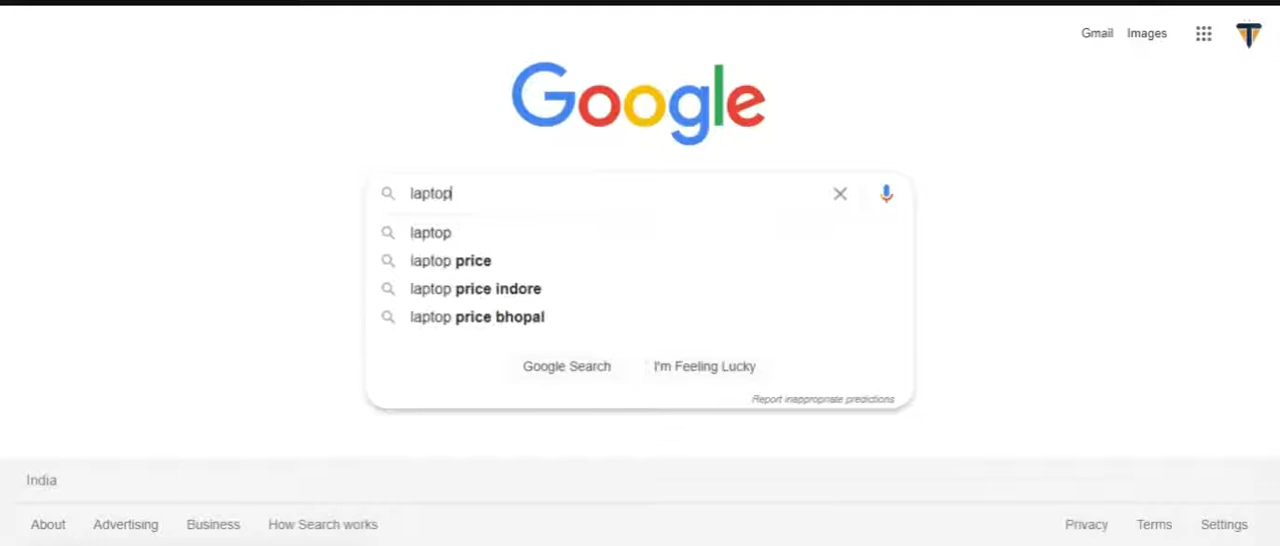 Gmail Images
Google
laptop
laptop
laptop price
laptop price indore
laptop price bhopal
Google Search I'm Feeling Lucky
Report inappropriate predictions
India
About Advertising Business How Search works Privacy Terms Settings